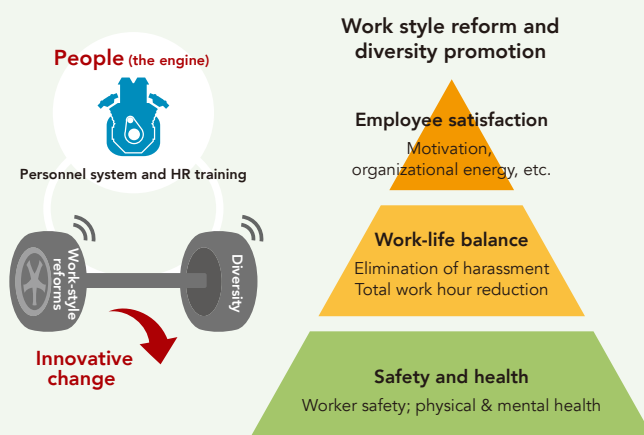 People (the engine)
Personnel system and HR training
Work-style
reforms
Diversity
Innovative
change
Work style reform and
diversity promotion
Employee satisfaction
Motivation,
organizational energy, etc.
Work-life balance
Elimination of harassment
Total work hour reduction
Safety and health
Worker safety; physical & mental health